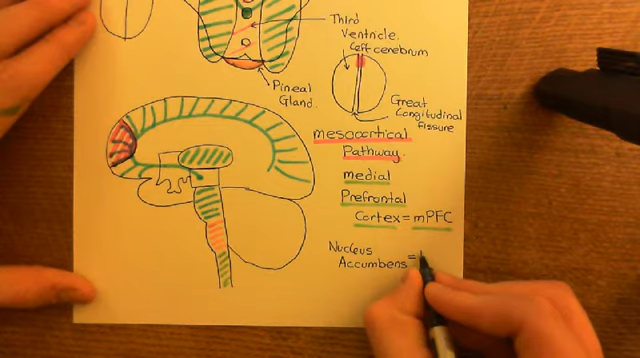 Third
Ventricle.
Left cerebrum
Pineal
Gland.
Great
Longitudinal
Fissure
mesocortical
Pathway.
medial
Prefrontal
Cortex = mPFC
Nucleus
Accumbens =